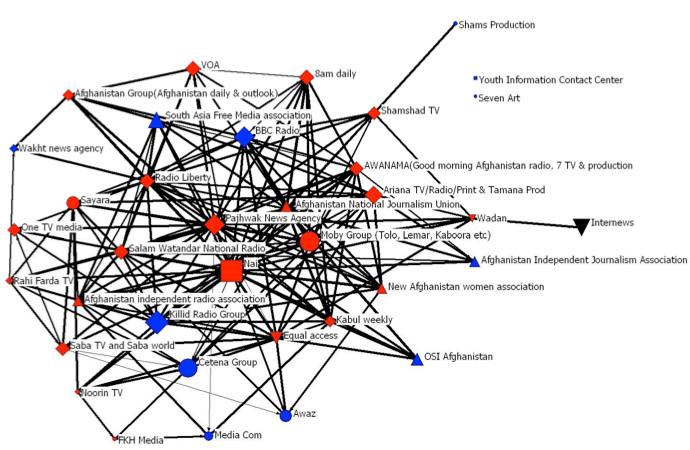 Shams Production
VOA
8am daily
Youth Information Contact Center
Afghanistan Group(Afghanistan daily & outlook)
Seven Art
South Asia Free Media association
Shamshad TV
BBC Radio
Wakht news agency
AWANAMA(Good morning Afghanistan radio, 7 TV & production
Radio Liberty
Ariana TV/Radio/Print & Tamana Prod
Sayara
Afghanistan National Journalism Union
Pajhwak News Agency
Wadan
Internews
One TV media
Moby Group (Tolo, Lemar, Kaboora etc)
Salam Watandar National Radio
Nai
Afghanistan Independent Journalism Association
Rahi Farda TV
New Afghanistan women association
Afghanistan independent radio association
Killid Radio Group
Kabul weekly
Equal access
Saba TV and Saba world
OSI Afghanistan
Cetena Group
Noorin TV
Awaz
FKH Media
Media Com